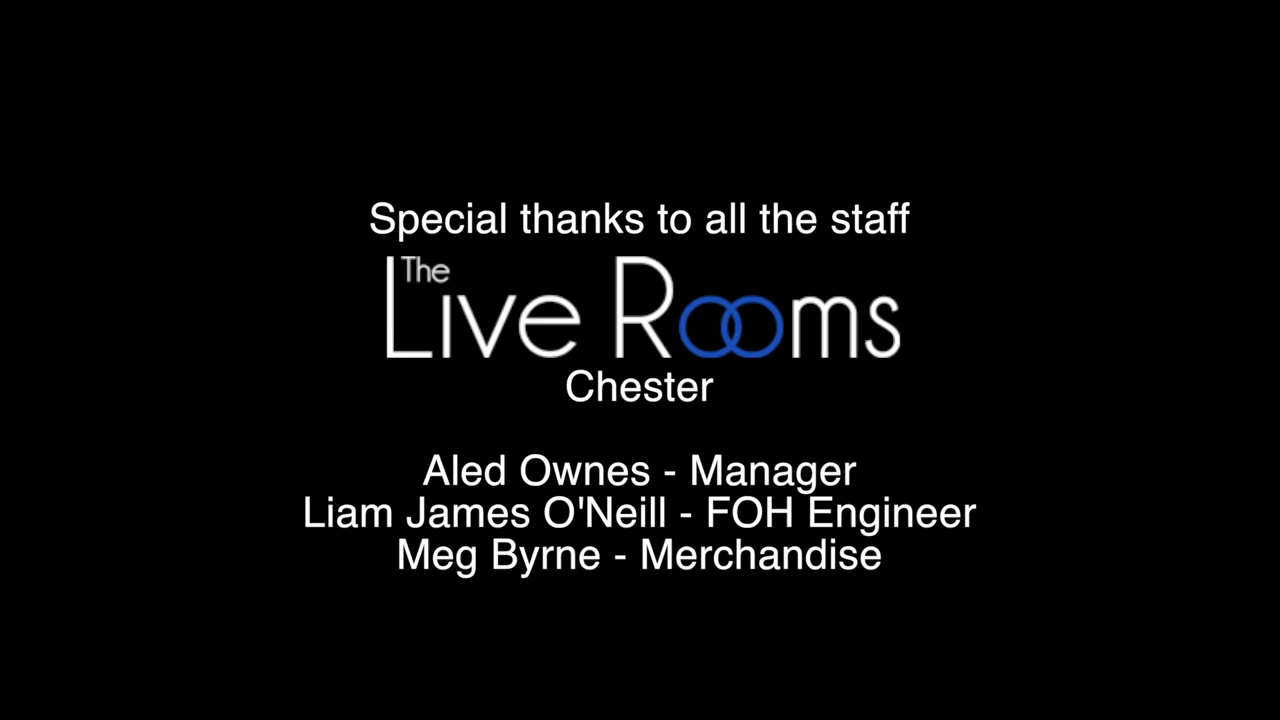 Special thanks to all the staff
The Live Rooms
Chester
Aled Ownes - Manager
Liam James O'Neill - FOH Engineer
Meg Byrne - Merchandise